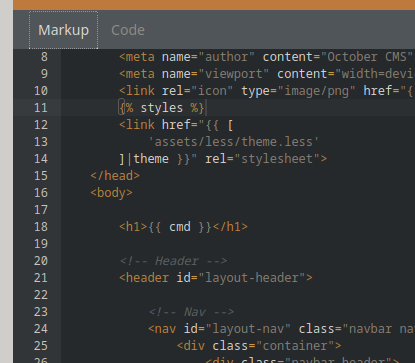 Markup Code
8 <meta name="author" content="October CMS"
9 <meta name="viewport" content="width=devi
10 <link rel="icon" type="image/png" href="{
11 {% styles %}
12 <link href="{{ [
13 'assets/less/theme.less'
14 ]|theme }}" rel="stylesheet">
15 </head>
16 <body>
17
18 <h1>{{ cmd }}</h1>
19
20 <!-- Header -->
21 <header id="layout-header">
22
23 <!-- Nav -->
24 <nav id="layout-nav" class="navbar na
25 <div class="container">
26 <div class="navbar-header">